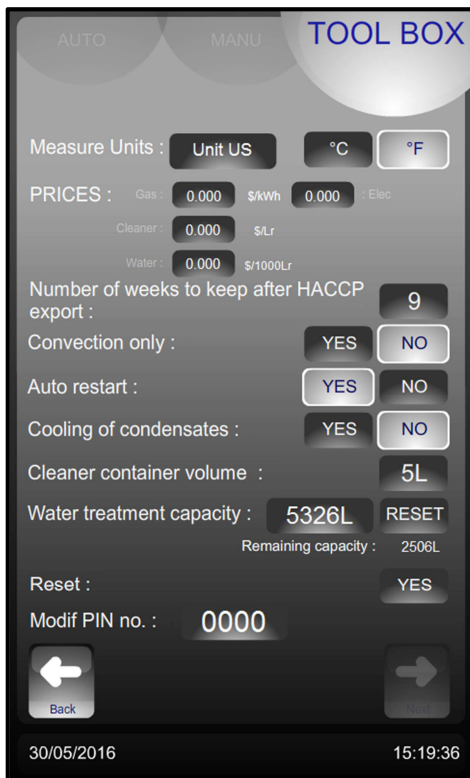 AUTO MANU TOOL BOX
Measure Units : Unit US °C °F
PRICES : Gas : 0.000 $/kWh 0.000 : Elec
Cleaner : 0.000 $/Lr
Water : 0.000 $/1000Lr
Number of weeks to keep after HACCP
export : 9
Convection only : YES NO
Auto restart : YES NO
Cooling of condensates : YES NO
Cleaner container volume : 5L
Water treatment capacity : 5326L RESET
Remaining capacity : 2506L
Reset : YES
Modif PIN no. : 0000
Back Next
30/05/2016 15:19:36